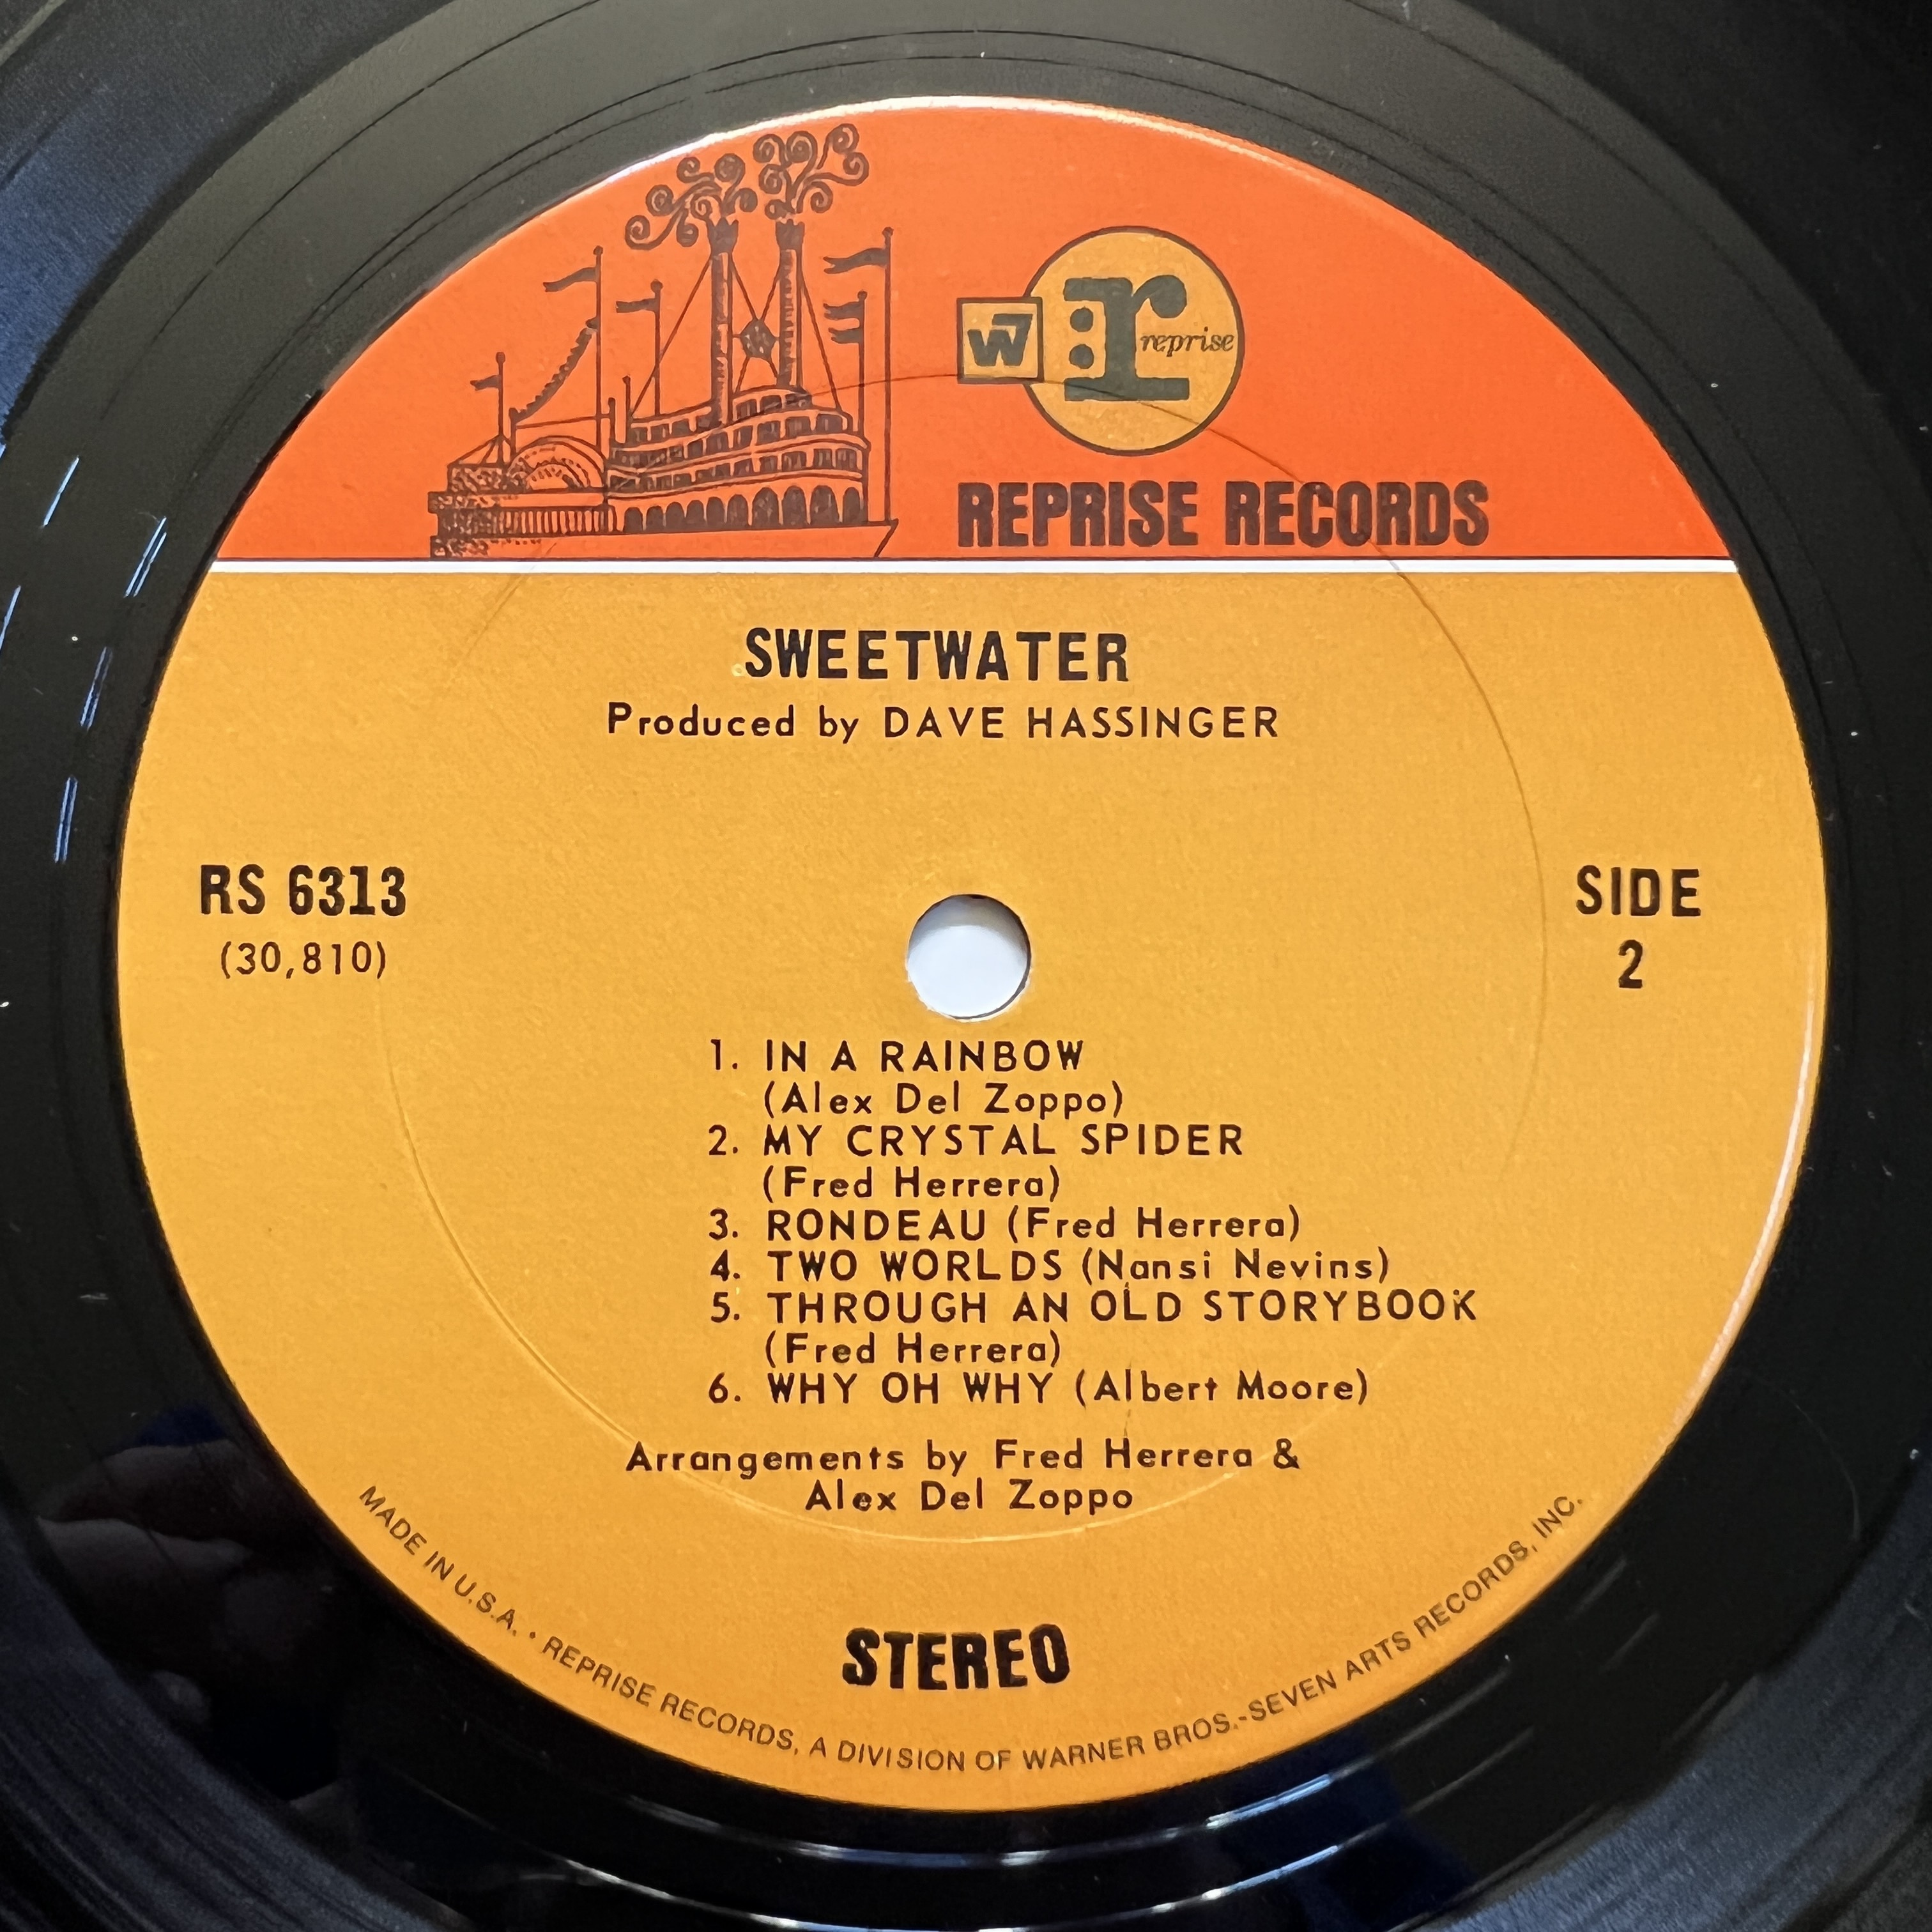 W7
r: reprise
REPRISE RECORDS
SWEETWATER
Produced by DAVE HASSINGER
RS 6313
(30,810)
SIDE
2
1. IN A RAINBOW
(Alex Del Zoppo)
2. MY CRYSTAL SPIDER
(Fred Herrera)
3. RONDEAU (Fred Herrera)
4. TWO WORLDS (Nansi Nevins)
5. THROUGH AN OLD STORYBOOK
(Fred Herrera)
6. WHY OH WHY (Albert Moore)
Arrangements by Fred Herrera &
Alex Del Zoppo
STEREO
MADE IN U.S.A. • REPRISE RECORDS, A DIVISION OF WARNER BROS.-SEVEN ARTS RECORDS, INC.